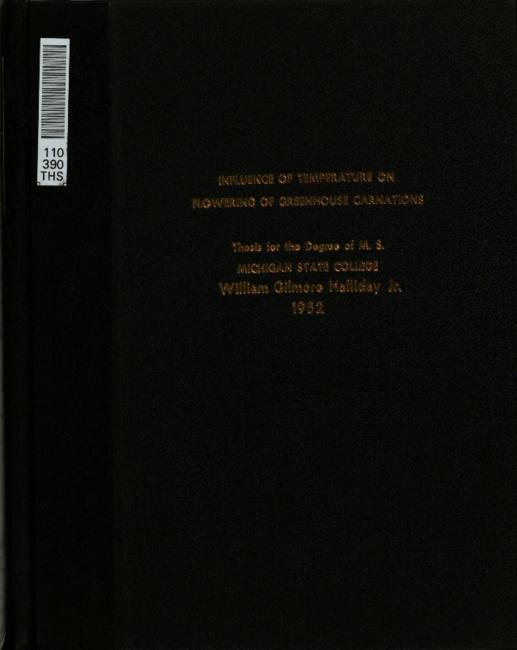 110
390
THS
INFLUENCE OF TEMPERATURE ON
FLOWERING OF GREENHOUSE CARNATIONS
Thesis for the Degree of M. S.
MICHIGAN STATE COLLEGE
William Gilmore Halliday Jr.
1952